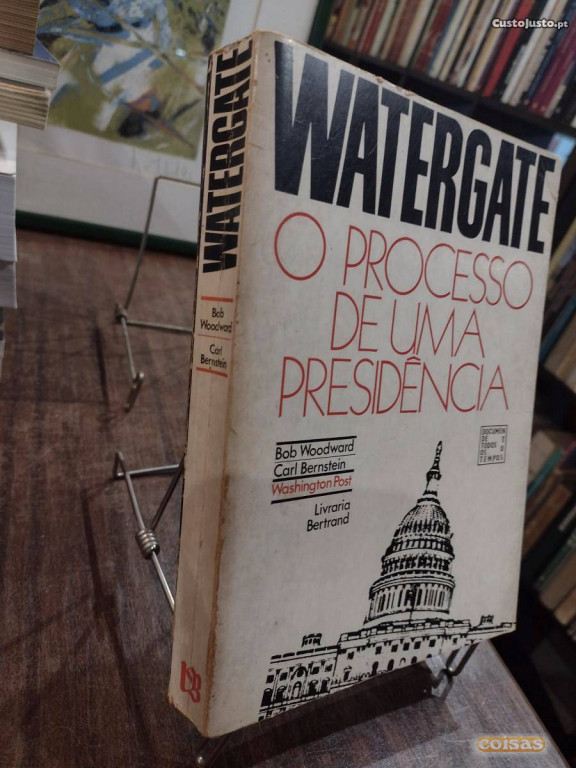 CustoJusto.pt
WATERGATE
O PROCESSO
DE UMA
PRESIDÊNCIA
Bob Woodward
Carl Bernstein
Washington Post
Livraria
Bertrand
DOCUMEN
DE T
TODOS O
OS
TEMPOS
WATERGATE
Bob
Woodward
Carl
Bernstein
coisas